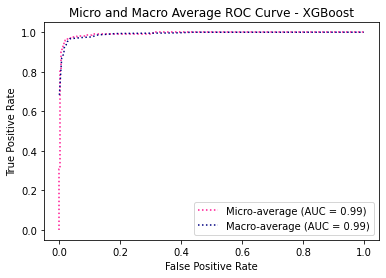 Micro and Macro Average ROC Curve - XGBoost
True Positive Rate
1.0
0.8
0.6
0.4
0.2
0.0
Micro-average (AUC = 0.99)
Macro-average (AUC = 0.99)
0.0 0.2 0.4 0.6 0.8 1.0
False Positive Rate